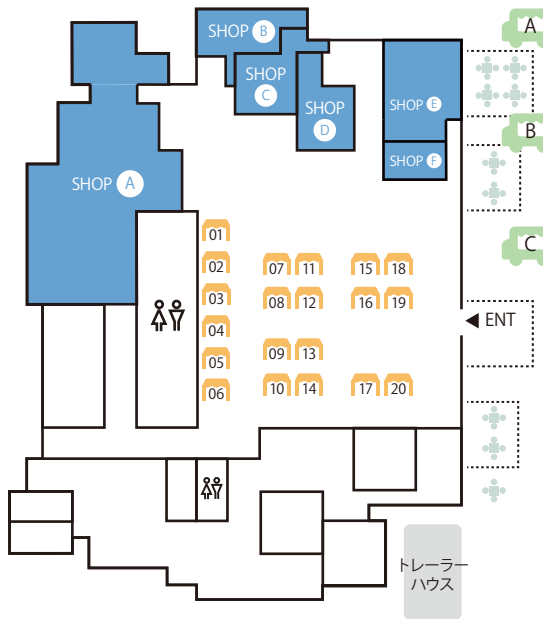 A
SHOP B
SHOP C
SHOP D
SHOP E
B
SHOP F
SHOP A
01
02
03
04
05
06
07 11
08 12
09 13
10 14
15 18
16 19
17 20
C
ENT
トレーラー
ハウス